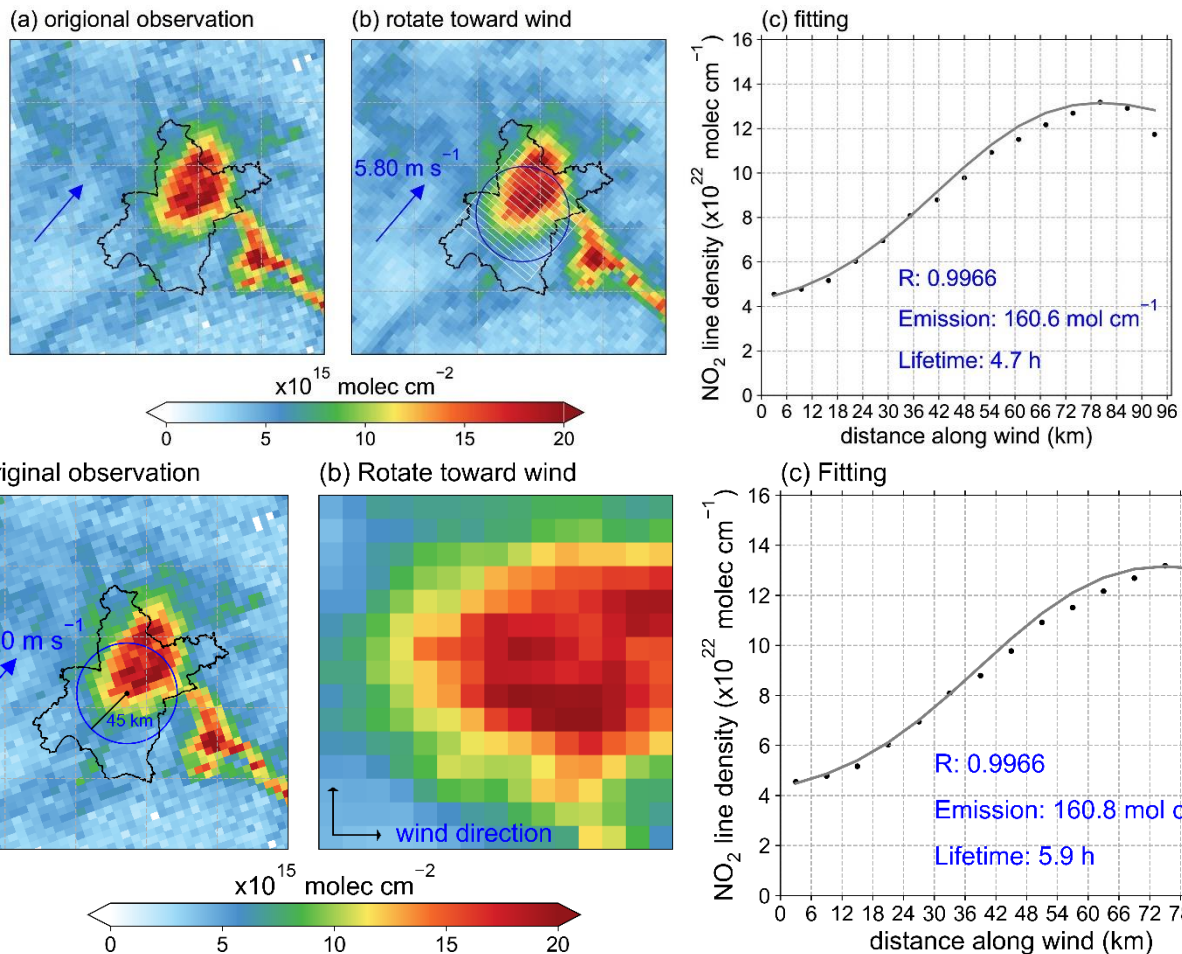 (a) origional observation
(b) rotate toward wind
(c) fitting
5.80 m s⁻¹
NO₂ line density (x10²² molec cm⁻¹)
16
14
12
10
8
6
4
2
0
R: 0.9966
Emission: 160.6 mol cm⁻¹
Lifetime: 4.7 h
0 6 12 18 24 30 36 42 48 54 60 66 72 78 84 90 96
distance along wind (km)
x10¹⁵ molec cm⁻²
0 5 10 15 20
riginal observation
(b) Rotate toward wind
(c) Fitting
0 m s⁻¹
45 km
wind direction
NO₂ line density (x10²² molec cm⁻¹)
16
14
12
10
8
6
4
2
0
R: 0.9966
Emission: 160.8 mol c
Lifetime: 5.9 h
0 6 12 18 24 30 36 42 48 54 60 66 72 78
distance along wind (km)
x10¹⁵ molec cm⁻²
0 5 10 15 20